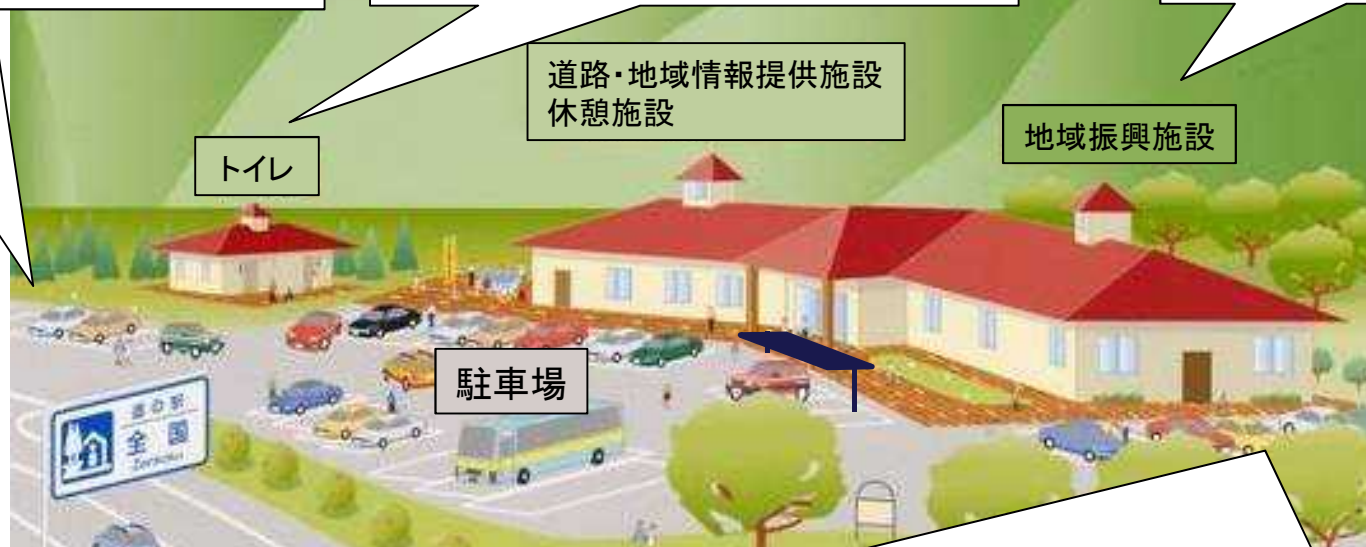 道路・地域情報提供施設
休憩施設
地域振興施設
トイレ
駐車場
道の駅
全国